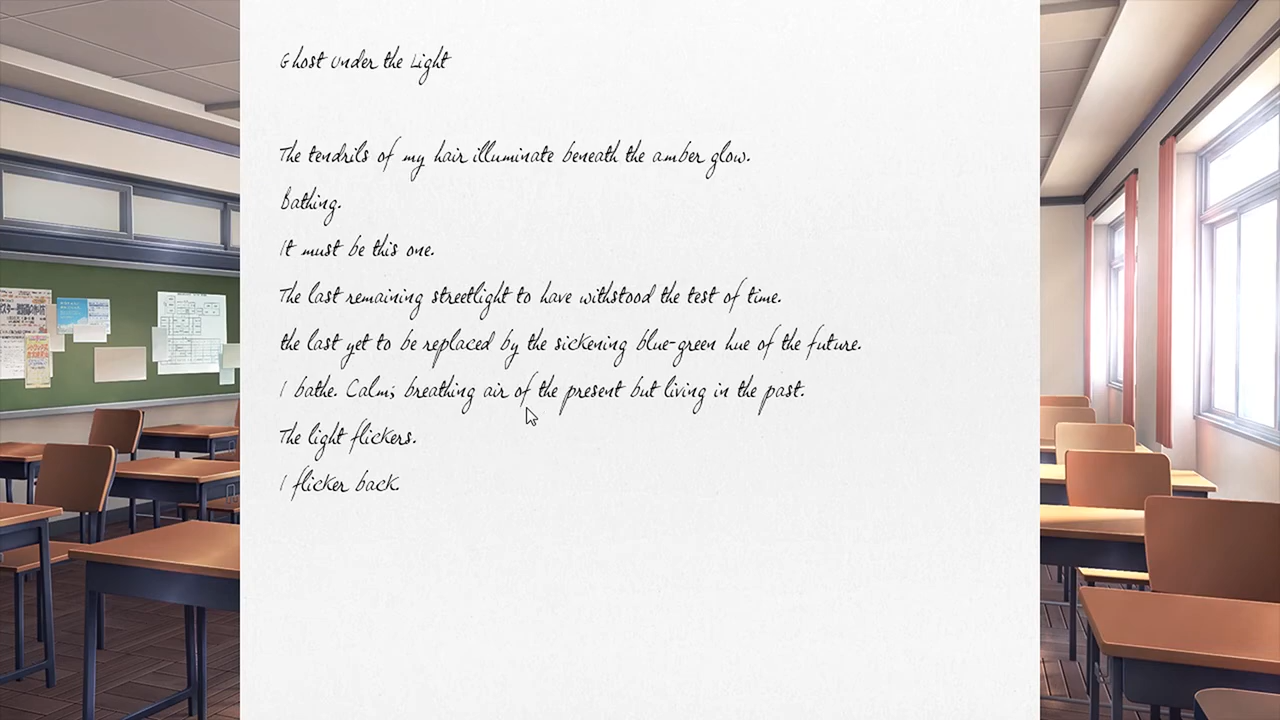 Ghost Under the Light
The tendrils of my hair illuminate beneath the amber glow.
Bathing.
It must be this one.
The last remaining streetlight to have withstood the test of time.
the last yet to be replaced by the sickening blue-green hue of the future.
I bathe. Calm; breathing air of the present but living in the past.
The light flickers.
I flicker back.